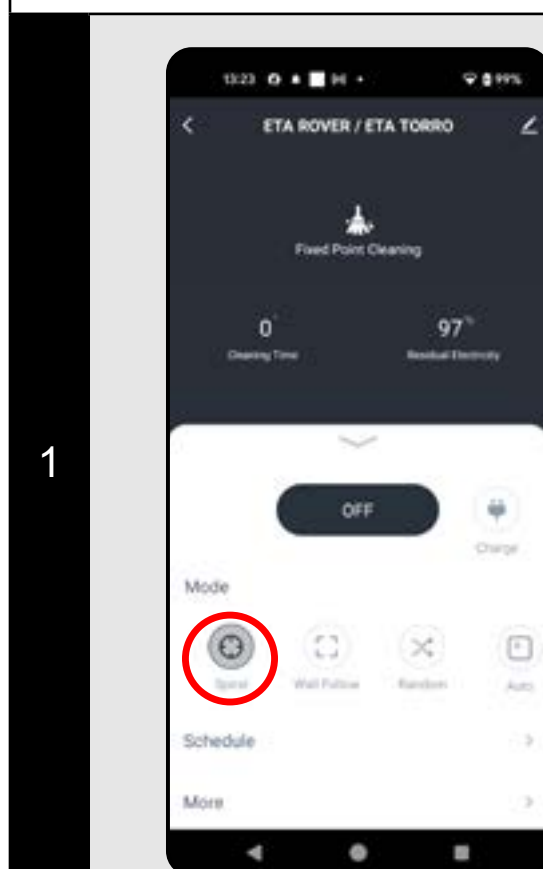 1
13:23 99%
ETA ROVER / ETA TORRO
Fixed Point Cleaning
0 97 %
Cleaning Time Residual Electricity
OFF
Charge
Mode
Spiral Wall Follow Random Auto
Schedule
More